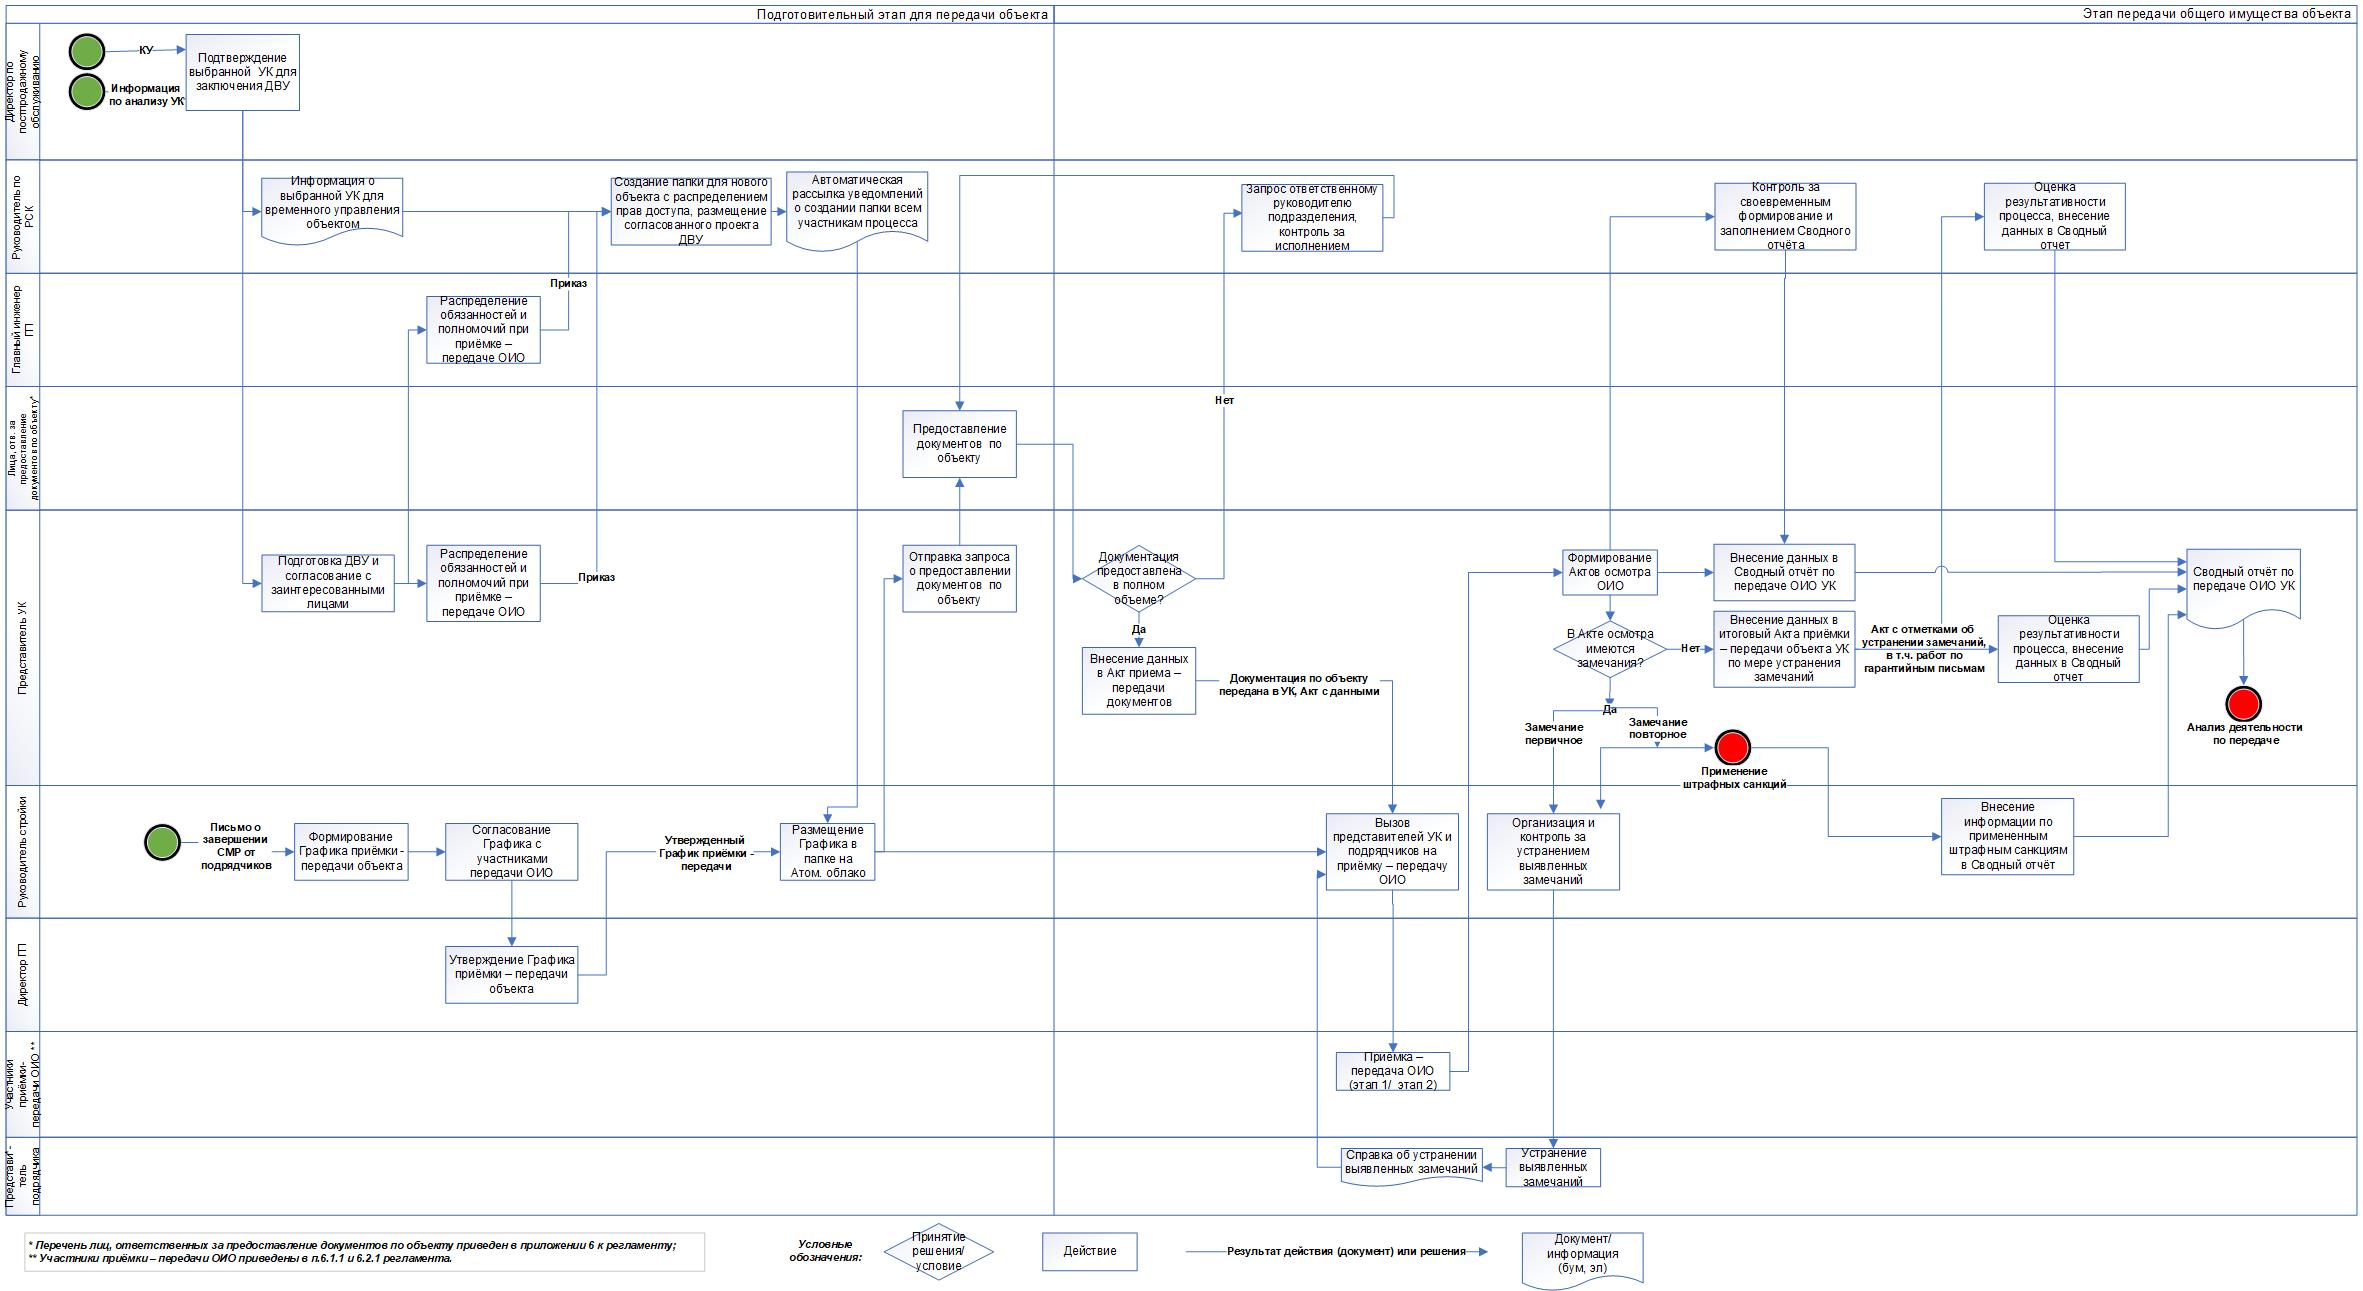 Подготовительный этап для передачи объекта
Этап передачи общего имущества объекта
Директор по
постпродажному
обслуживанию
КУ
Информация
по анализу УК
Подтверждение
выбранной УК для
заключения ДВУ
Руководитель по
РСК
Информация о
выбранной УК для
временного управления
объектом
Создание папки для нового
объекта с распределением
прав доступа, размещение
согласованного проекта
ДВУ
Автоматическая
рассылка уведомлений
о создании папки всем
участникам процесса
Запрос ответственному
руководителю
подразделения,
контроль за
исполнением
Контроль за
своевременным
формирование и
заполнением Сводного
отчёта
Оценка
результативности
процесса, внесение
данных в Сводный
отчет
Главный инженер
ГП
Распределение
обязанностей и
полномочий при
приёмке –
передаче ОИО
Приказ
Лица, отв. за
предоставление
документов по объекту*
Предоставление
документов по
объекту
Нет
Представитель УК
Подготовка ДВУ и
согласование с
заинтересованными
лицами
Распределение
обязанностей и
полномочий при
приёмке –
передаче ОИО
Приказ
Отправка запроса
о предоставлении
документов по
объекту
Документация
предоставлена
в полном
объеме?
Да
Внесение данных
в Акт приема –
передачи
документов
Документация по объекту
передана в УК, Акт с данными
Формирование
Актов осмотра
ОИО
Внесение данных в
Сводный отчёт по
передаче ОИО УК
В Акте осмотра
имеются
замечания?
Нет
Внесение данных в
итоговый Акта приёмки
– передачи объекта УК
по мере устранения
замечаний
Акт с отметками об
устранении замечаний,
в т.ч. работ по
гарантийным письмам
Оценка
результативности
процесса, внесение
данных в Сводный
отчет
Сводный отчёт по
передаче ОИО УК
Анализ деятельности
по передаче
Да
Замечание
первичное
Замечание
повторное
Применение
штрафных санкций
Руководитель стройки
Письмо о
завершении
СМР от
подрядчиков
Формирование
Графика приёмки -
передачи объекта
Согласование
Графика с
участниками
передачи ОИО
Утвержденный
График приёмки -
передачи
Размещение
Графика в
папке на
Атом. облако
Вызов
представителей УК и
подрядчиков на
приёмку – передачу
ОИО
Организация и
контроль за
устранением
выявленных
замечаний
Внесение
информации по
примененным
штрафным санкциям
в Сводный отчёт
Директор ГП
Утверждение Графика
приёмки – передачи
объекта
Участники
приёмки-
передачи ОИО **
Приемка –
передача ОИО
(этап 1/ этап 2)
Представи -
тель
подрядчика
Справка об устранении
выявленных замечаний
Устранение
выявленных
замечаний
* Перечень лиц, ответственных за предоставление документов по объекту приведен в приложении 6 к регламенту;
** Участники приёмки – передачи ОИО приведены в п.6.1.1 и 6.2.1 регламента.
Условные
обозначения:
Принятие
решения/
условие
Действие
Результат действия (документ) или решения
Документ/
информация
(бум, эл)